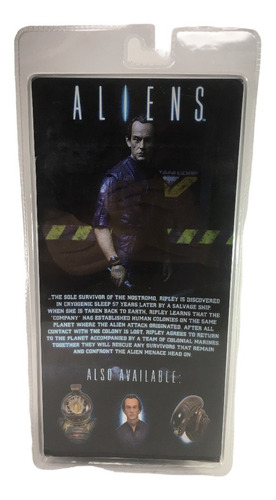 ALIENS
...THE SOLE SURVIVOR OF THE NOSTROMO, RIPLEY IS DISCOVERED
IN CRYOGENIC SLEEP 57 YEARS LATER BY A SALVAGE SHIP
WHEN SHE IS TAKEN BACK TO EARTH. RIPLEY LEARNS THAT THE
"COMPANY" HAS ESTABLISHED HUMAN COLONIES ON THE SAME
PLANET WHERE THE ALIEN ATTACK ORIGINATED. AFTER ALL
CONTACT WITH THE COLONY IS LOST, RIPLEY AGREES TO RETURN
TO THE PLANET ACCOMPANIED BY A TEAM OF COLONIAL MARINES.
TOGETHER THEY WILL RESCUE ANY SURVIVORS THAT REMAIN
AND CONFRONT THE ALIEN MENACE HEAD ON.
ALSO AVAILABLE: